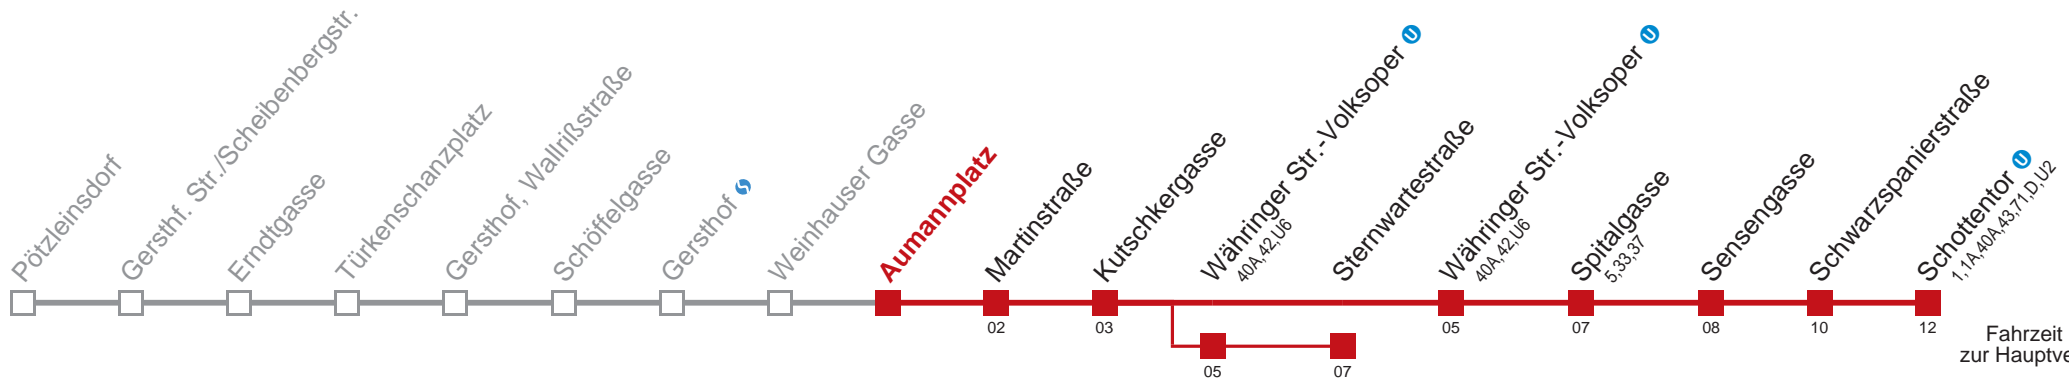 Pötzleinsdorf
Gersthf. Str./Scheibenbergstr.
Erndtgasse
Türkenschanzplatz
Gersthof, Wallrißstraße
Schöffelgasse
Gersthof S
Weinhauser Gasse
Aumannplatz
Martinstraße
Kutschkergasse
Währinger Str.-Volksoper U
40A,42,U6
Sternwartestraße
Währinger Str.-Volksoper U
40A,42,U6
Spitalgasse
5,33,37
Sensengasse
Schwarzspanierstraße
Schottentor U
1,1A,40A,43,71,D,U2
02
03
05
07
08
10
12
05
07
Fahrzeit
zur Hauptve